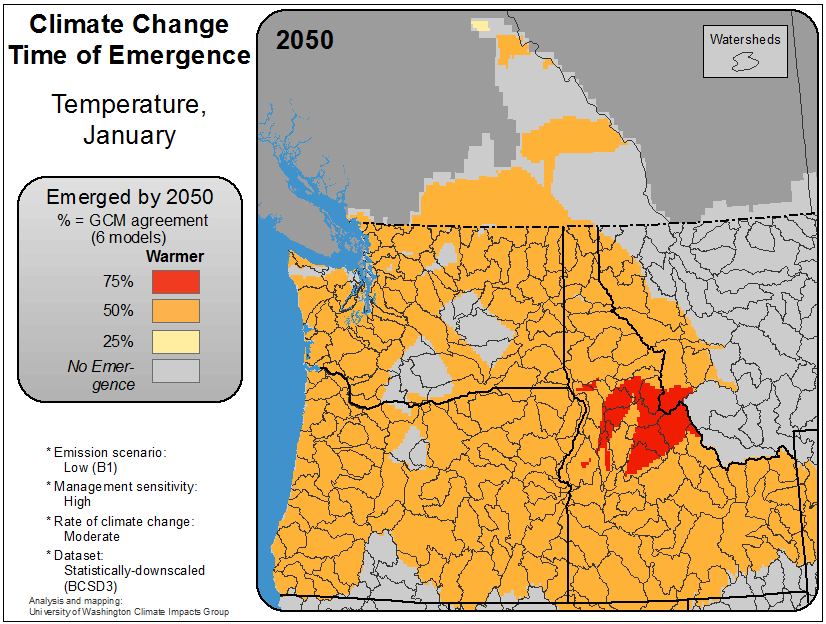 Climate Change
Time of Emergence
Temperature,
January
Emerged by 2050
% = GCM agreement
(6 models)
Warmer
75%
50%
25%
No Emer-
gence
* Emission scenario:
Low (B1)
* Management sensitivity:
High
* Rate of climate change:
Moderate
* Dataset:
Statistically-downscaled
(BCSD3)
Analysis and mapping:
University of Washington Climate Impacts Group
2050
Watersheds